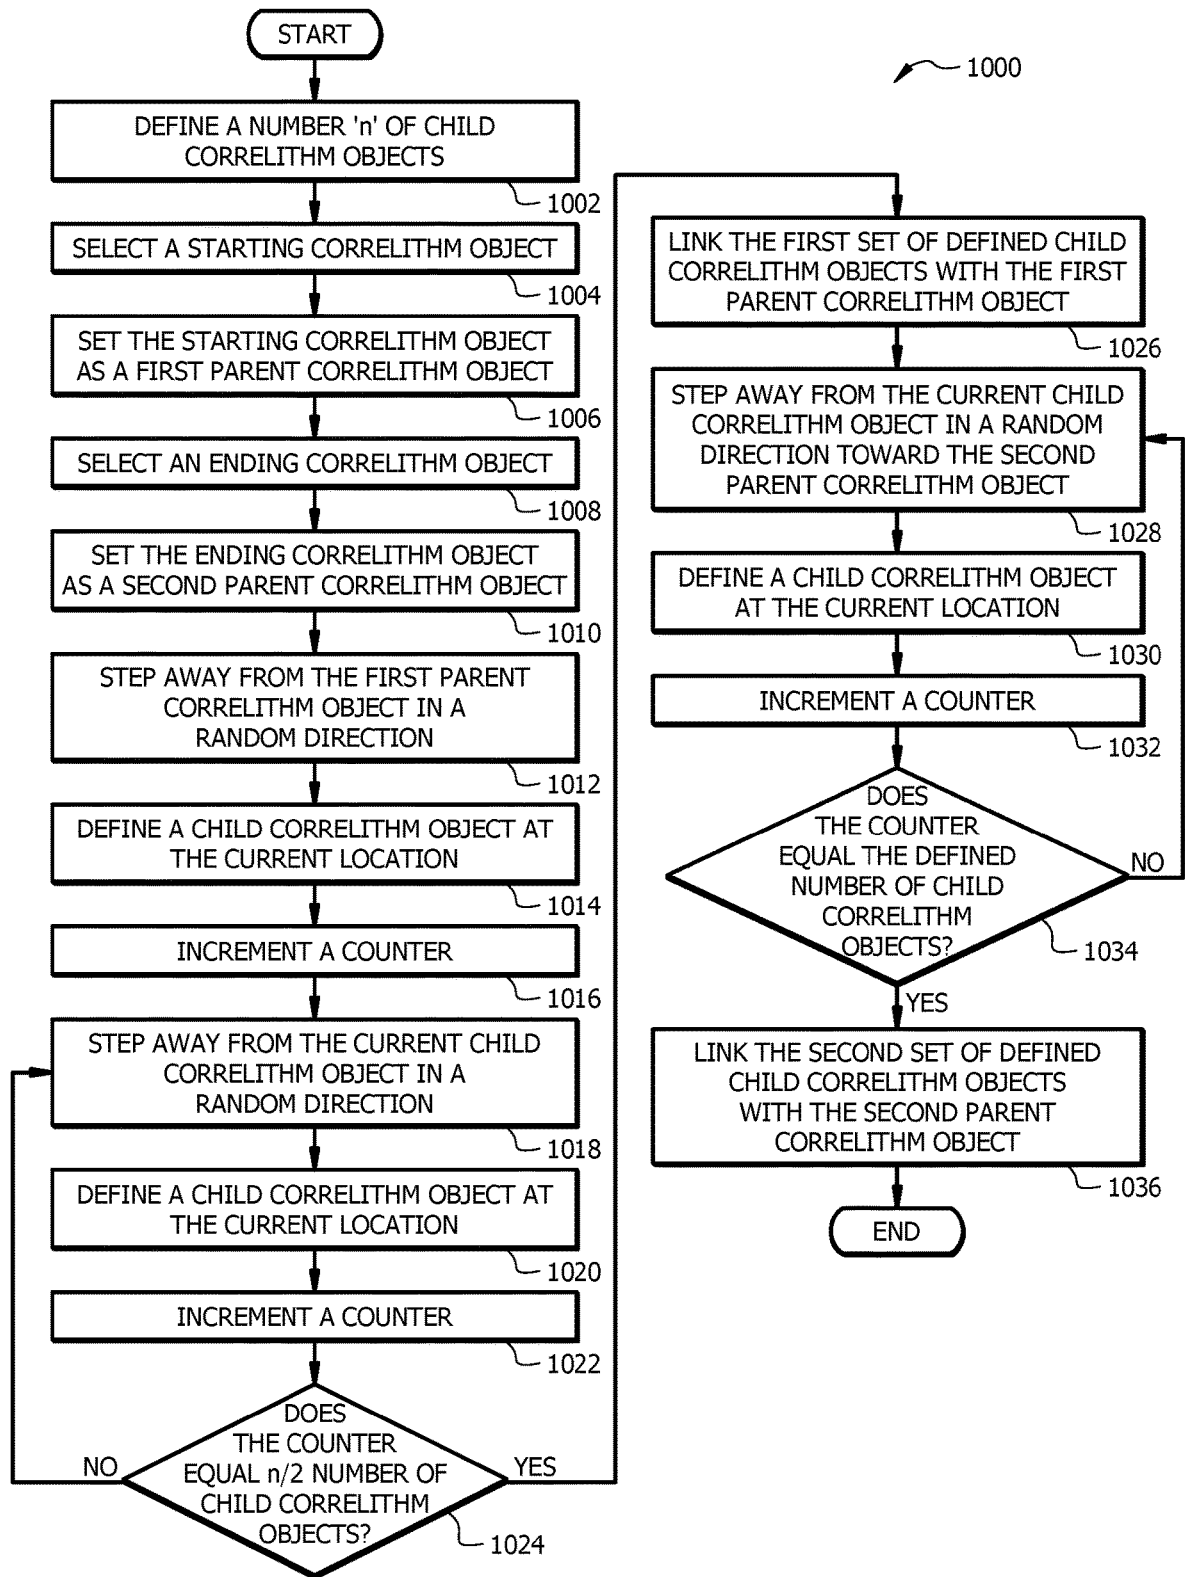 START
DEFINE A NUMBER 'n' OF CHILD
CORRELITHM OBJECTS
1002
SELECT A STARTING CORRELITHM OBJECT
1004
SET THE STARTING CORRELITHM OBJECT
AS A FIRST PARENT CORRELITHM OBJECT
1006
SELECT AN ENDING CORRELITHM OBJECT
1008
SET THE ENDING CORRELITHM OBJECT
AS A SECOND PARENT CORRELITHM OBJECT
1010
STEP AWAY FROM THE FIRST PARENT
CORRELITHM OBJECT IN A
RANDOM DIRECTION
1012
DEFINE A CHILD CORRELITHM OBJECT AT
THE CURRENT LOCATION
1014
INCREMENT A COUNTER
1016
STEP AWAY FROM THE CURRENT CHILD
CORRELITHM OBJECT IN A
RANDOM DIRECTION
1018
DEFINE A CHILD CORRELITHM OBJECT AT
THE CURRENT LOCATION
1020
INCREMENT A COUNTER
1022
DOES
THE COUNTER
EQUAL n/2 NUMBER OF
CHILD CORRELITHM
OBJECTS?
NO
YES
1024
1000
LINK THE FIRST SET OF DEFINED CHILD
CORRELITHM OBJECTS WITH THE FIRST
PARENT CORRELITHM OBJECT
1026
STEP AWAY FROM THE CURRENT CHILD
CORRELITHM OBJECT IN A RANDOM
DIRECTION TOWARD THE SECOND
PARENT CORRELITHM OBJECT
1028
DEFINE A CHILD CORRELITHM OBJECT
AT THE CURRENT LOCATION
1030
INCREMENT A COUNTER
1032
DOES
THE COUNTER
EQUAL THE DEFINED
NUMBER OF CHILD
CORRELITHM
OBJECTS?
NO
1034
YES
LINK THE SECOND SET OF DEFINED
CHILD CORRELITHM OBJECTS
WITH THE SECOND PARENT
CORRELITHM OBJECT
1036
END